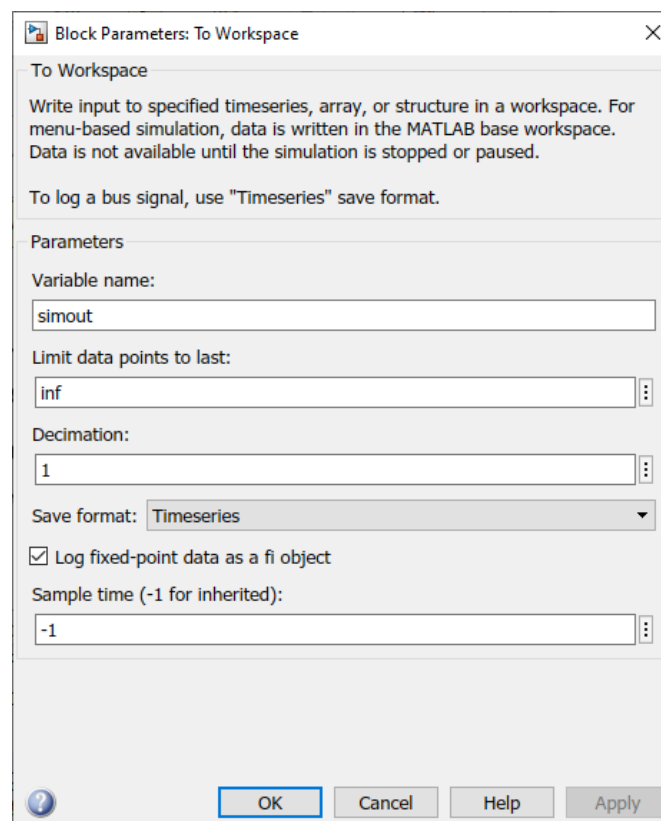 Block Parameters: To Workspace
To Workspace
Write input to specified timeseries, array, or structure in a workspace. For
menu-based simulation, data is written in the MATLAB base workspace.
Data is not available until the simulation is stopped or paused.
To log a bus signal, use "Timeseries" save format.
Parameters
Variable name:
simout
Limit data points to last:
inf
Decimation:
1
Save format: Timeseries
Log fixed-point data as a fi object
Sample time (-1 for inherited):
-1
? OK Cancel Help Apply